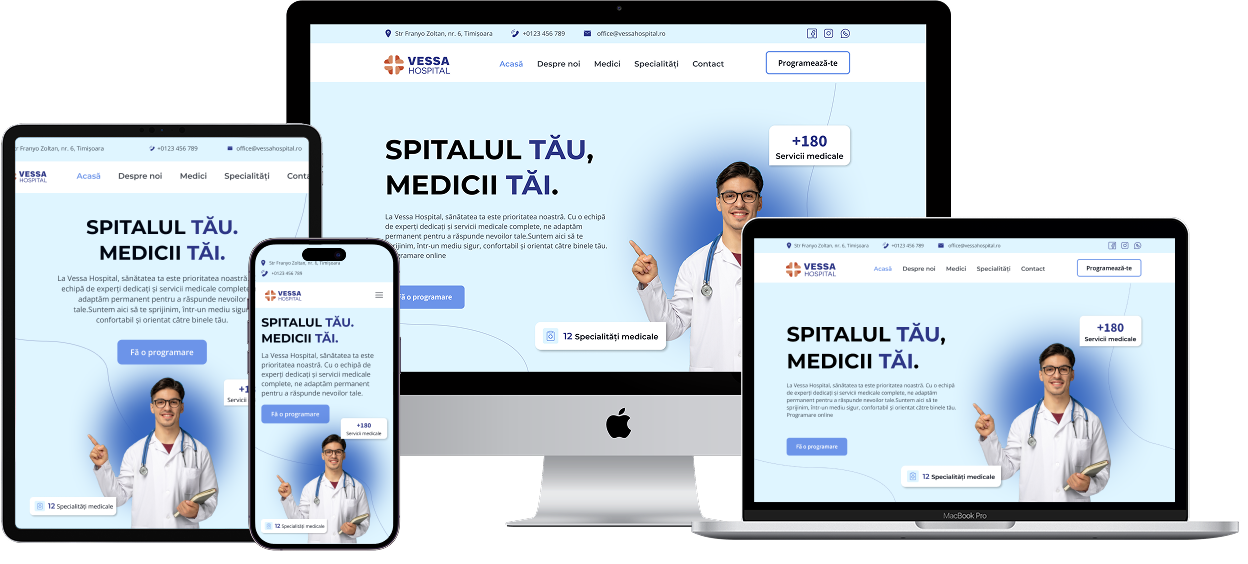 Str Franyo Zoltan, nr. 6, Timișoara
+0123 456 789
office@vessahospital.ro
VESSA
HOSPITAL
Acasă
Despre noi
Medici
Specialități
Contact
Programează-te
SPITALUL TĂU,
MEDICII TĂI.
La Vessa Hospital, sănătatea ta este prioritatea noastră. Cu o echipă
de experți dedicați și servicii medicale complete, ne adaptăm
permanent pentru a răspunde nevoilor tale.Suntem aici să te
sprijinim, într-un mediu sigur, confortabil și orientat către binele tău.
rogramare online
Fă o programare
+180
Servicii medicale
12 Specialități medicale
r Franyo Zoltan, nr. 6, Timișoara
+0123 456 789
office@vessahospital.ro
VESSA
HOSPITAL
Acasă
Despre noi
Medici
Specialități
Conta
SPITALUL TĂU.
MEDICII TĂI.
La Vessa Hospital, sănătatea ta este prioritatea noastră.
echipă de experți dedicați și servicii medicale complete
adaptăm permanent pentru a răspunde nevoilor
tale.Suntem aici să te sprijinim, într-un mediu sigur
confortabil și orientat către binele tău.
Fă o programare
+1
Servicii
12 Specialități medicale
Str Franyo Zoltan, nr. 6, Timișoara
+0123 456 789
VESSA
HOSPITAL
SPITALUL TĂU.
MEDICII TĂI.
La Vessa Hospital, sănătatea ta este
prioritatea noastră. Cu o echipă de
experți dedicați și servicii medicale
complete, ne adaptăm permanent
pentru a răspunde nevoilor tale.
Fă o programare
+180
Servicii medicale
12 Specialități medicale
Str Franyo Zoltan, nr. 6, Timișoara
+0123 456 789
office@vessahospital.ro
VESSA
HOSPITAL
Acasă
Despre noi
Medici
Specialități
Contact
Programează-te
SPITALUL TĂU,
MEDICII TĂI.
La Vessa Hospital, sănătatea ta este prioritatea noastră. Cu o echipă
de experți dedicați și servicii medicale complete, ne adaptăm
permanent pentru a răspunde nevoilor tale.Suntem aici să te
sprijinim, într-un mediu sigur, confortabil și orientat către binele tău.
Programare online
Fă o programare
+180
Servicii medicale
12 Specialități medicale
MacBook Pro